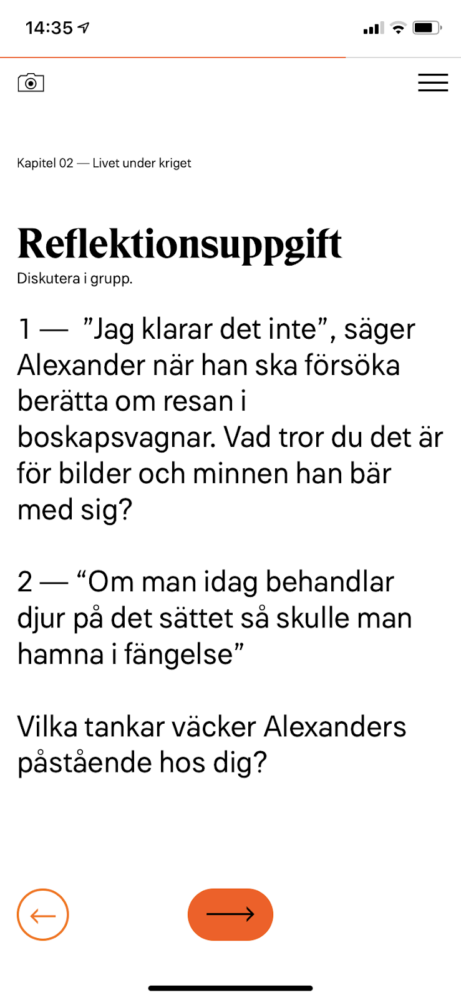 14:35
Kapitel 02 — Livet under kriget
Reflektionsuppgift
Diskutera i grupp.
1 — ”Jag klarar det inte”, säger
Alexander när han ska försöka
berätta om resan i
boskapsvagnar. Vad tror du det är
för bilder och minnen han bär
med sig?
2 — “Om man idag behandlar
djur på det sättet så skulle man
hamna i fängelse”
Vilka tankar väcker Alexanders
påstående hos dig?